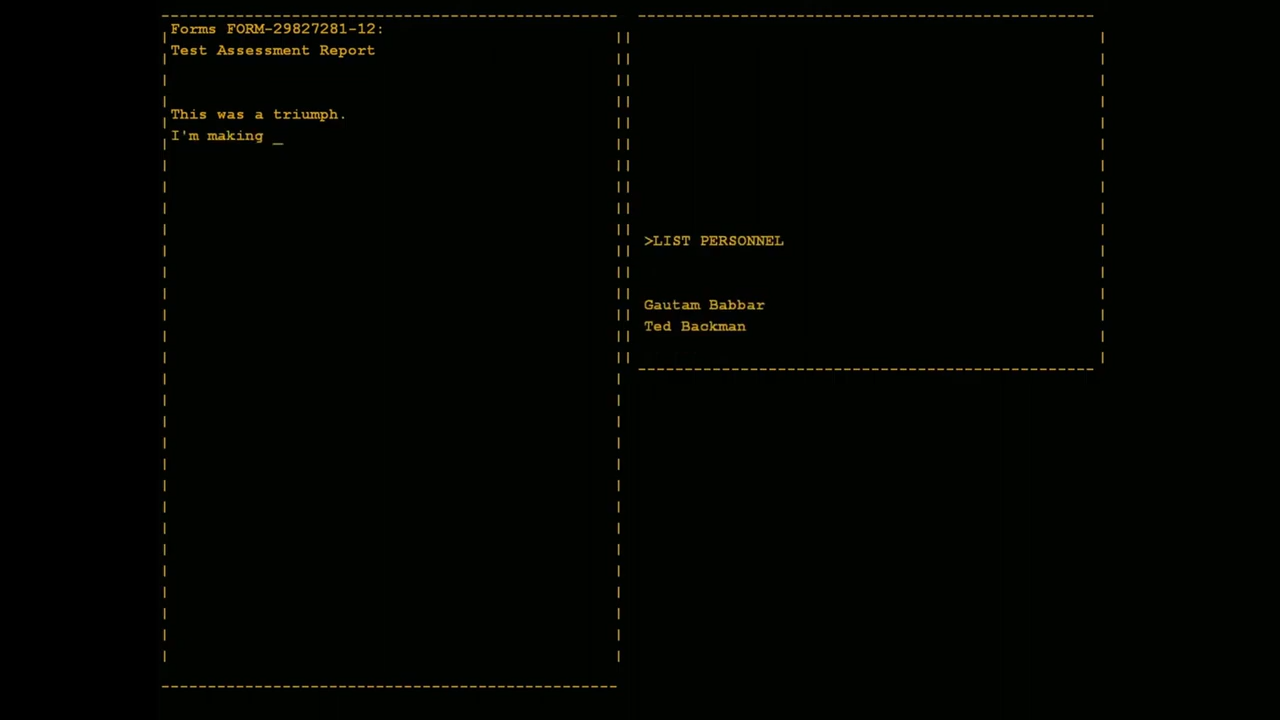 Forms FORM-29827281-12:
Test Assessment Report
This was a triumph.
I'm making _
>LIST PERSONNEL
Gautam Babbar
Ted Backman